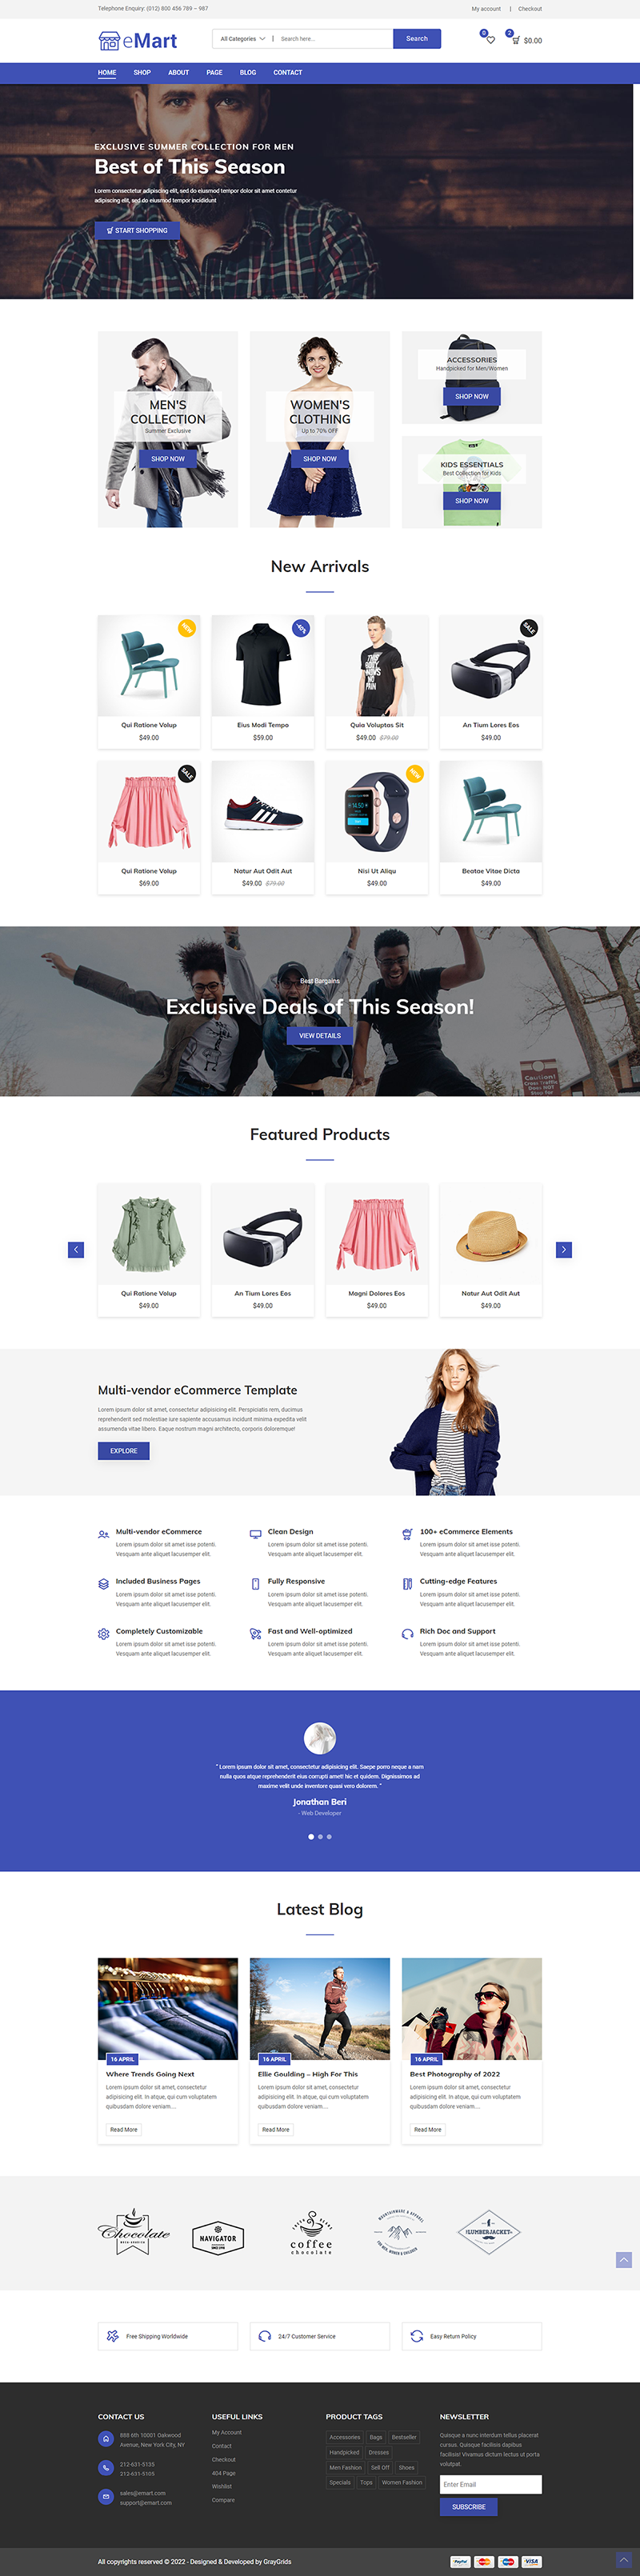 Telephone Enquiry: (012) 800 456 789 – 987
My account | Checkout
eMart
All Categories | Search here... Search
0 2 $0.00
HOME SHOP ABOUT PAGE BLOG CONTACT
EXCLUSIVE SUMMER COLLECTION FOR MEN
Best of This Season
Lorem consectetur adipiscing elit, sed do eiusmod tempor dolor sit amet contetur
adipiscing elit, sed do eiusmod tempor incididunt
START SHOPPING
MEN'S
COLLECTION
Summer Exclusive
SHOP NOW
WOMEN'S
CLOTHING
Up to 70% OFF
SHOP NOW
ACCESSORIES
Handpicked for Men/Women
SHOP NOW
KIDS ESSENTIALS
Best Collection for Kids
SHOP NOW
New Arrivals
NEW
Qui Ratione Volup
$49.00
-40%
Eius Modi Tempo
$59.00
THIS BODY KNOWS NO PAIN
Quia Voluptas Sit
$49.00 $79.00
SALE
An Tium Lores Eos
$49.00
SALE
Qui Ratione Volup
$69.00
Natur Aut Odit Aut
$49.00 $79.00
NEW
14:50
Nisi Ut Aliqu
$49.00
Beatae Vitae Dicta
$49.00
Best Bargains
Exclusive Deals of This Season!
VIEW DETAILS
Caution!
Cross Traffic
Does NOT
Stop for
Featured Products
Qui Ratione Volup
$49.00
An Tium Lores Eos
$49.00
Magni Dolores Eos
$49.00
Natur Aut Odit Aut
$49.00
Multi-vendor eCommerce Template
Lorem ipsum dolor sit amet, consectetur adipisicing elit. Perspiciatis rem, ducimus
reprehenderit sed molestiae iure sapiente accusamus incidunt minima expedita velit
assumenda vitae libero. Eaque nostrum magni architecto, corporis doloremque!
EXPLORE
Multi-vendor eCommerce
Lorem ipsum dolor sit amet isse potenti.
Vesquam ante aliquet lacusemper elit.
Clean Design
Lorem ipsum dolor sit amet isse potenti.
Vesquam ante aliquet lacusemper elit.
100+ eCommerce Elements
Lorem ipsum dolor sit amet isse potenti.
Vesquam ante aliquet lacusemper elit.
Included Business Pages
Lorem ipsum dolor sit amet isse potenti.
Vesquam ante aliquet lacusemper elit.
Fully Responsive
Lorem ipsum dolor sit amet isse potenti.
Vesquam ante aliquet lacusemper elit.
Cutting-edge Features
Lorem ipsum dolor sit amet isse potenti.
Vesquam ante aliquet lacusemper elit.
Completely Customizable
Lorem ipsum dolor sit amet isse potenti.
Vesquam ante aliquet lacusemper elit.
Fast and Well-optimized
Lorem ipsum dolor sit amet isse potenti.
Vesquam ante aliquet lacusemper elit.
Rich Doc and Support
Lorem ipsum dolor sit amet isse potenti.
Vesquam ante aliquet lacusemper elit.
" Lorem ipsum dolor sit amet, consectetur adipisicing elit. Saepe porro neque a nam
nulla quos atque reprehenderit eius corrupti amet! hic et quidem. Dignissimos ad
maxime velit unde inventore quasi vero dolorem. "
Jonathan Beri
- Web Developer
Latest Blog
16 APRIL
Where Trends Going Next
Lorem ipsum dolor sit amet, consectetur
adipisicing elit. In atque, qui cum voluptatem
quibusdam dolore veniam....
Read More
16 APRIL
Ellie Goulding – High For This
Lorem ipsum dolor sit amet, consectetur
adipisicing elit. In atque, qui cum voluptatem
quibusdam dolore veniam....
Read More
16 APRIL
Best Photography of 2022
Lorem ipsum dolor sit amet, consectetur
adipisicing elit. In atque, qui cum voluptatem
quibusdam dolore veniam....
Read More
Chocolate
NAVIGATOR
coffee
chocolate
MOUNTAINWARE & APPAREL
FOR MEN, WOMEN & CHILDREN
LUMBERJACKET
Free Shipping Worldwide
24/7 Customer Service
Easy Return Policy
CONTACT US
888 6th 10001 Oakwood
Avenue, New York City, NY
212-631-5135
212-631-5105
sales@emart.com
support@emart.com
USEFUL LINKS
My Account
Contact
Checkout
404 Page
Wishlist
Compare
PRODUCT TAGS
Accessories Bags Bestseller
Handpicked Dresses
Men Fashion Sell Off Shoes
Specials Tops Women Fashion
NEWSLETTER
Quisque a nunc interdum tellus placerat
cursus. Quisque facilisis dapibus
facilisis! Vivamus dictum lectus ut porta
volutpat.
Enter Email
SUBSCRIBE
All copyrights reserved © 2022 - Designed & Developed by GrayGrids
PayPal VISA